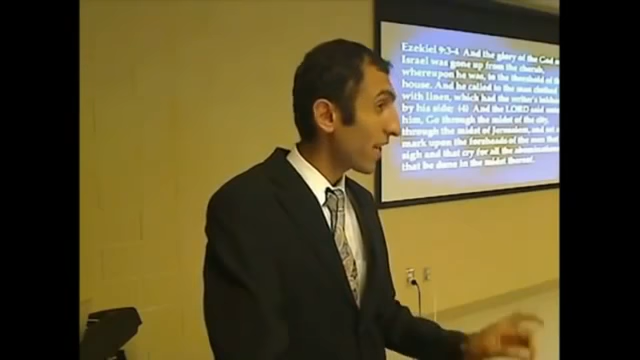 Ezekiel 9:3-4 And the glory of the God
Israel was gone up from the cherub,
whereupon he was, to the threshold of the
house. And he called to the man clothed
with linen, which had the writer's
by his side; And the LORD said
him, Go through the midst of the city,
through the midst of Jerusalem, and set
mark upon the foreheads of the men
sigh and that cry for all the abominations
that be done in the midst thereof.